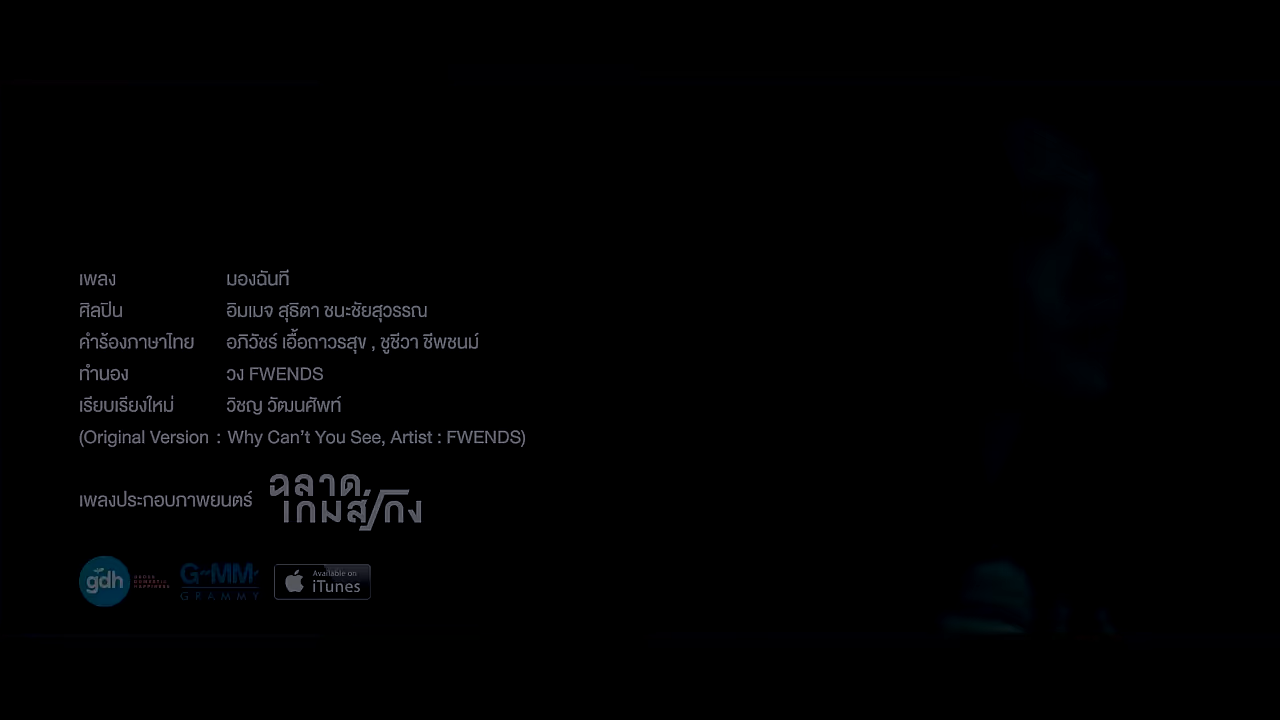 เพลง มองฉันที
ศิลปิน อิมเมจ สุธิตา ชนะชัยสุวรรณ
คำร้องภาษาไทย อภิวัชร์ เอื้อถาวรสุข , ชูชีวา ชีพชนม์
ทำนอง วง FWENDS
เรียบเรียงใหม่ วิชญ วัฒนศัพท์
(Original Version : Why Can't You See, Artist : FWENDS)
เพลงประกอบภาพยนตร์ ฉลาดเกมส์โกง
gdh GROSS DOMESTIC HAPPINESS GMM GRAMMY Available on iTunes